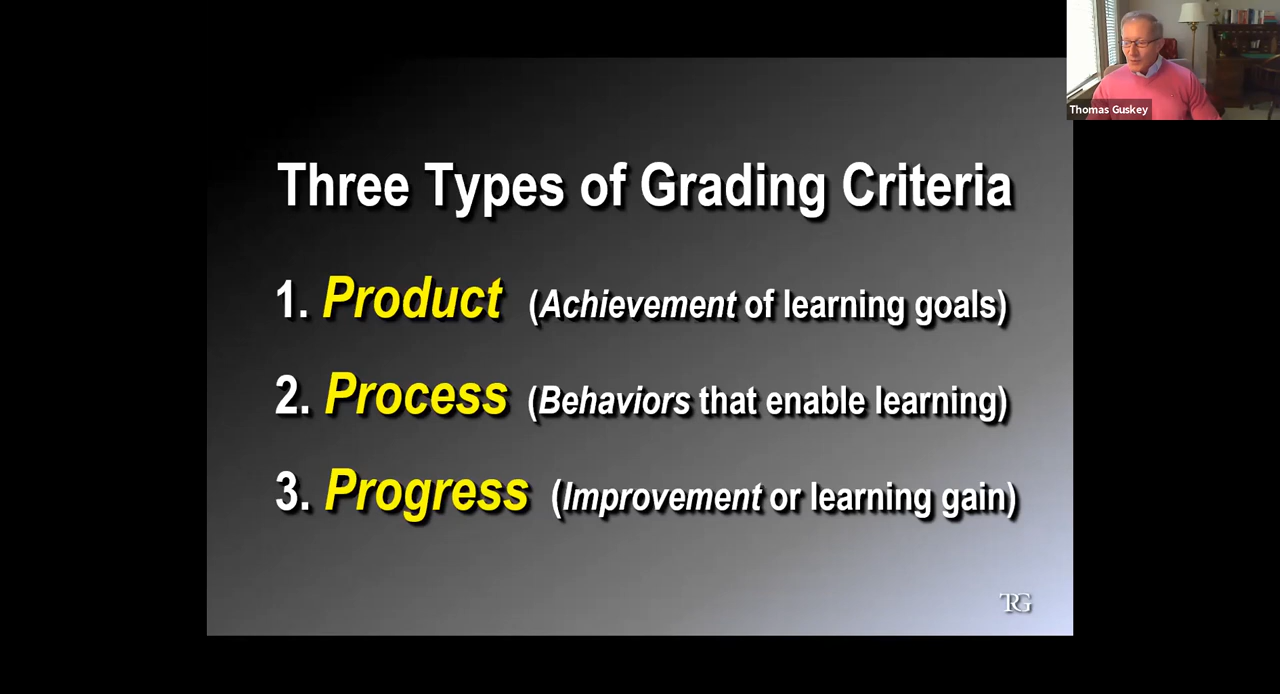 Thomas Guskey
Three Types of Grading Criteria
1. Product (Achievement of learning goals)
2. Process (Behaviors that enable learning)
3. Progress (Improvement or learning gain)
TRG